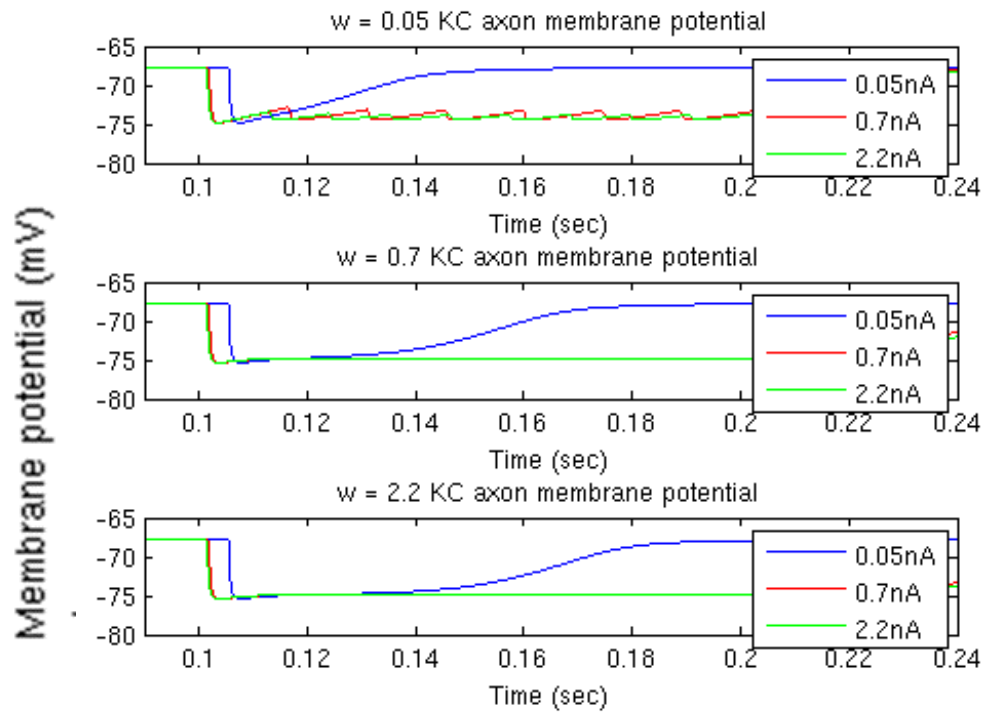 w = 0.05 KC axon membrane potential
-65
-70
-75
-80
0.1 0.12 0.14 0.16 0.18 0.2 0.22 0.24
Time (sec)
0.05nA
0.7nA
2.2nA
w = 0.7 KC axon membrane potential
-65
-70
-75
-80
0.1 0.12 0.14 0.16 0.18 0.2 0.22 0.24
Time (sec)
0.05nA
0.7nA
2.2nA
w = 2.2 KC axon membrane potential
-65
-70
-75
-80
0.1 0.12 0.14 0.16 0.18 0.2 0.22 0.24
Time (sec)
0.05nA
0.7nA
2.2nA
Membrane potential (mV)